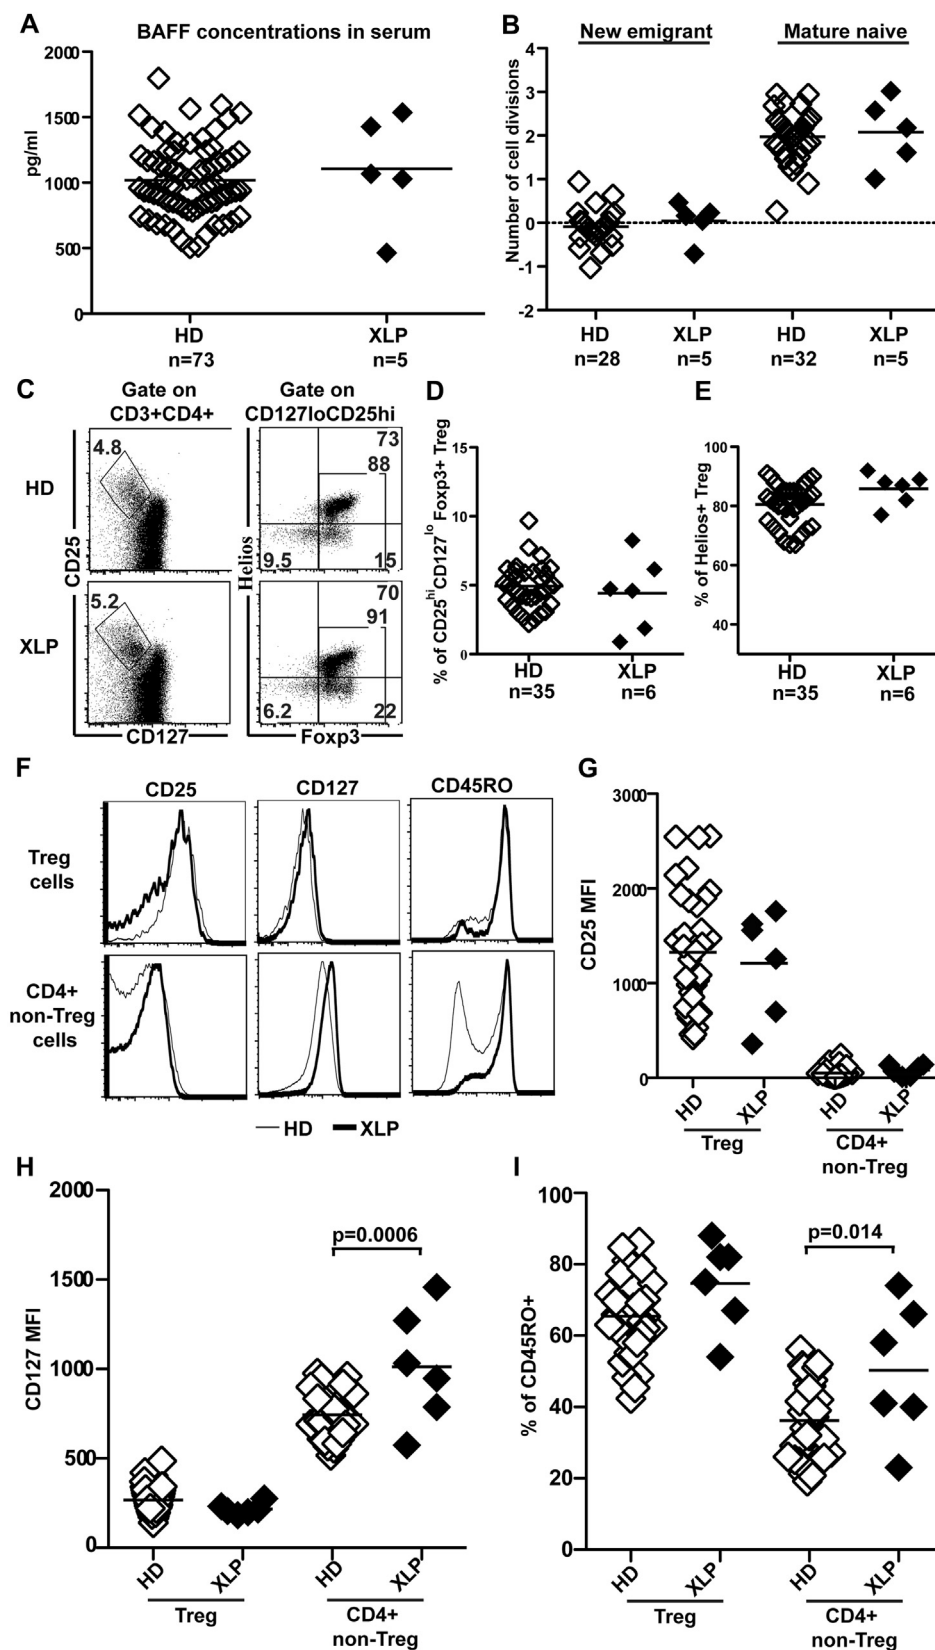 A
BAFF concentrations in serum
pg/ml
2000
1500
1000
500
0
HD
n=73
XLP
n=5
B
New emigrant
Mature naive
Number of cell divisions
4
3
2
1
0
-1
-2
HD
n=28
XLP
n=5
HD
n=32
XLP
n=5
C
Gate on
CD3+CD4+
Gate on
CD127loCD25hi
HD
4.8
73
88
9.5
15
XLP
5.2
70
91
6.2
22
CD25
CD127
Helios
Foxp3
D
% of CD25hi CD127lo Foxp3+ Treg
15
10
5
0
HD
n=35
XLP
n=6
E
% of Helios+ Treg
100
80
60
40
HD
n=35
XLP
n=6
F
CD25
CD127
CD45RO
Treg
cells
CD4+
non-Treg
cells
HD
XLP
G
CD25 MFI
3000
2000
1000
0
HD
XLP
HD
XLP
Treg
CD4+
non-Treg
H
CD127 MFI
2000
1500
1000
500
0
p=0.0006
HD
XLP
HD
XLP
Treg
CD4+
non-Treg
I
% of CD45RO+
100
80
60
40
20
0
p=0.014
HD
XLP
HD
XLP
Treg
CD4+
non-Treg